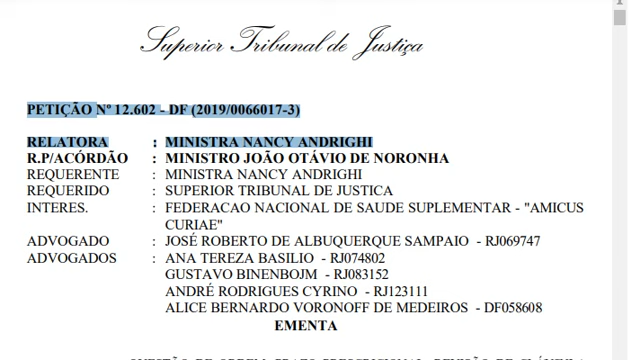 Superior Tribunal de Justiça
PETIÇÃO Nº 12.602 - DF (2019/0066017-3)
RELATORA : MINISTRA NANCY ANDRIGHI
R.P/ACÓRDÃO : MINISTRO JOÃO OTÁVIO DE NORONHA
REQUERENTE : MINISTRA NANCY ANDRIGHI
REQUERIDO : SUPERIOR TRIBUNAL DE JUSTICA
INTERES. : FEDERACAO NACIONAL DE SAUDE SUPLEMENTAR - "AMICUS
CURIAE"
ADVOGADO : JOSÉ ROBERTO DE ALBUQUERQUE SAMPAIO - RJ069747
ADVOGADOS : ANA TEREZA BASILIO - RJ074802
GUSTAVO BINENBOJM - RJ083152
ANDRÉ RODRIGUES CYRINO - RJ123111
ALICE BERNARDO VORONOFF DE MEDEIROS - DF058608
EMENTA